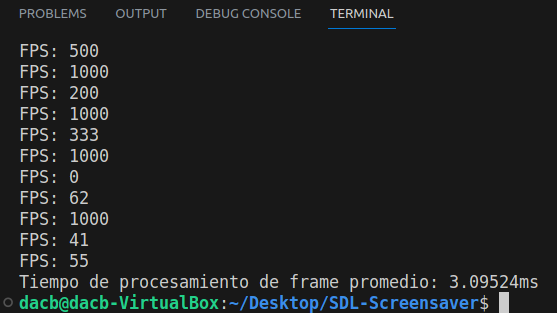 PROBLEMS OUTPUT DEBUG CONSOLE TERMINAL
FPS: 500
FPS: 1000
FPS: 200
FPS: 1000
FPS: 333
FPS: 1000
FPS: 0
FPS: 62
FPS: 1000
FPS: 41
FPS: 55
Tiempo de procesamiento de frame promedio: 3.09524ms
dacb@dacb-VirtualBox:~/Desktop/SDL-Screensaver$